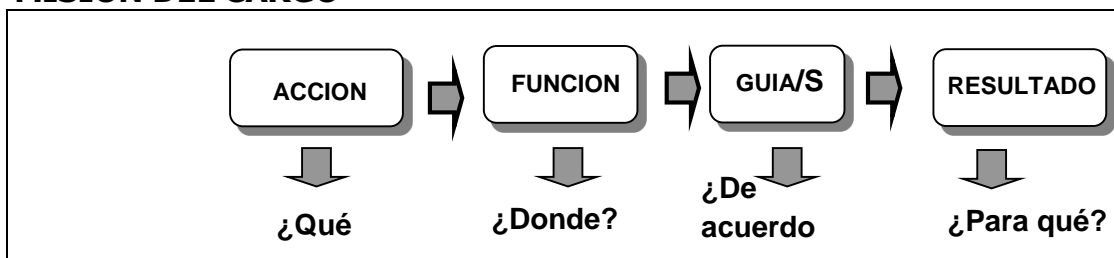 ACCION
FUNCION
GUIA/S
RESULTADO
¿Qué
¿Donde?
¿De
acuerdo
¿Para qué?